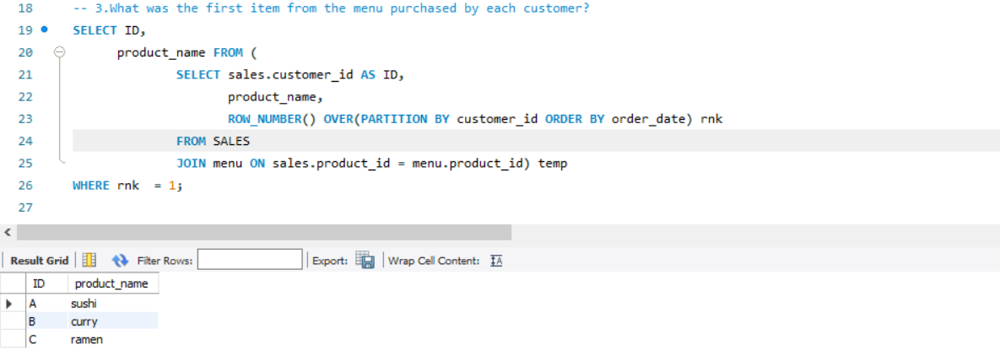 18 -- 3.What was the first item from the menu purchased by each customer?
19 SELECT ID,
20 product_name FROM (
21 SELECT sales.customer_id AS ID,
22 product_name,
23 ROW_NUMBER() OVER(PARTITION BY customer_id ORDER BY order_date) rnk
24 FROM SALES
25 JOIN menu ON sales.product_id = menu.product_id) temp
26 WHERE rnk  = 1;
27
Result Grid Filter Rows: Export: Wrap Cell Content:
ID product_name
A sushi
B curry
C ramen